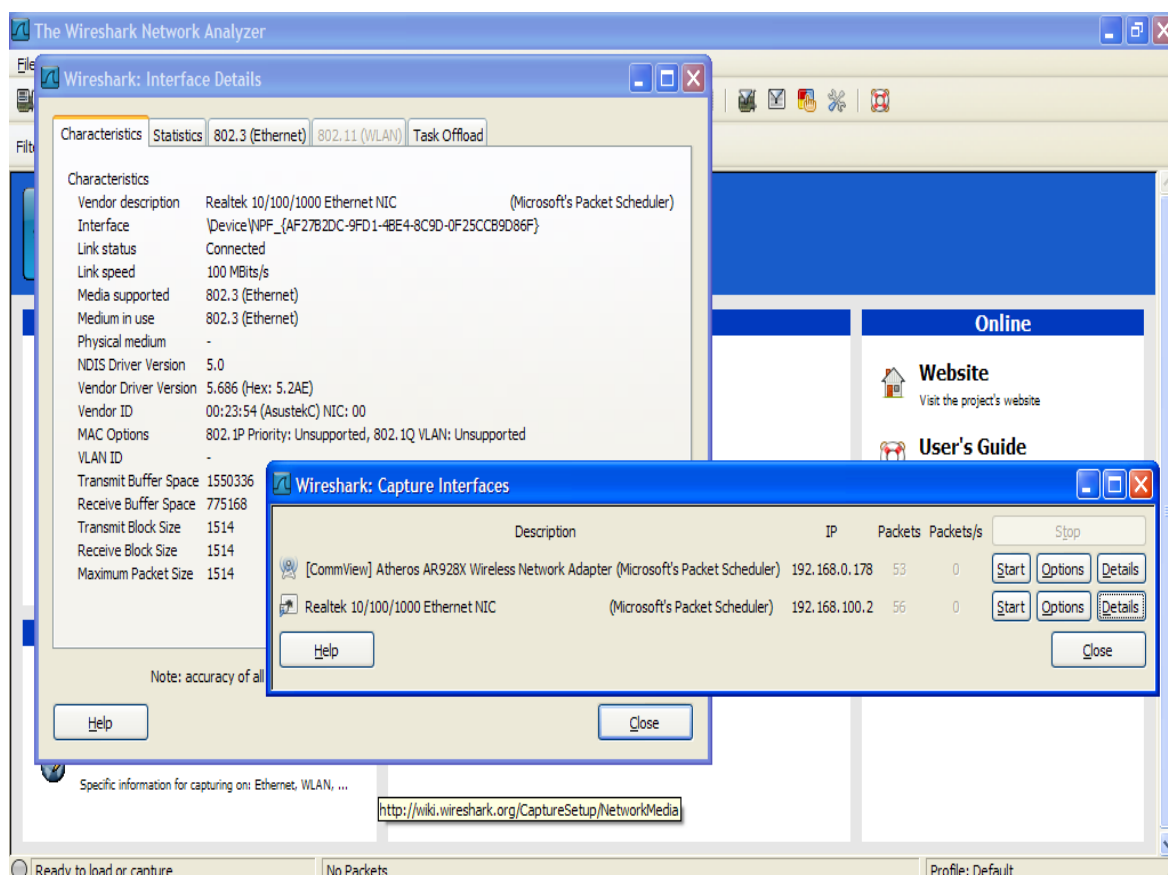 The Wireshark Network Analyzer
File
Wireshark: Interface Details
Characteristics Statistics 802.3 (Ethernet) 802.11 (WLAN) Task Offload
Characteristics
Vendor description Realtek 10/100/1000 Ethernet NIC (Microsoft's Packet Scheduler)
Interface \Device\NPF_{AF27B2DC-9FD1-4BE4-8C9D-0F25CCB9D86F}
Link status Connected
Link speed 100 MBits/s
Media supported 802.3 (Ethernet)
Medium in use 802.3 (Ethernet)
Physical medium -
NDIS Driver Version 5.0
Vendor Driver Version 5.686 (Hex: 5.2AE)
Vendor ID 00:23:54 (AsustekC) NIC: 00
MAC Options 802.1P Priority: Unsupported, 802.1Q VLAN: Unsupported
VLAN ID -
Transmit Buffer Space 1550336
Receive Buffer Space 775168
Transmit Block Size 1514
Receive Block Size 1514
Maximum Packet Size 1514
Note: accuracy of all
Help Close
Wireshark: Capture Interfaces
Description IP Packets Packets/s Stop
[CommView] Atheros AR928X Wireless Network Adapter (Microsoft's Packet Scheduler) 192.168.0.178 53 0 Start Options Details
Realtek 10/100/1000 Ethernet NIC (Microsoft's Packet Scheduler) 192.168.100.2 56 0 Start Options Details
Help Close
Online
Website
Visit the project's website
User's Guide
Specific information for capturing on: Ethernet, WLAN, ...
http://wiki.wireshark.org/CaptureSetup/NetworkMedia
Ready to load or capture No Packets Profile: Default